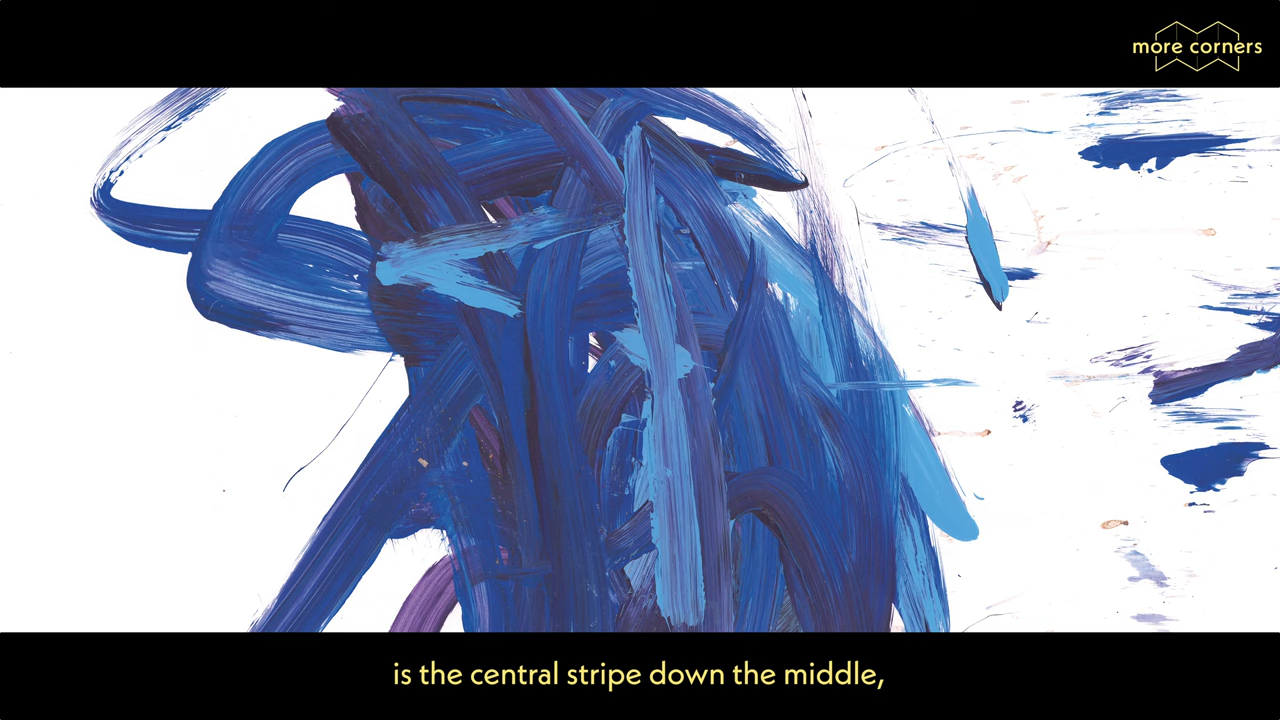 more corners
is the central stripe down the middle,